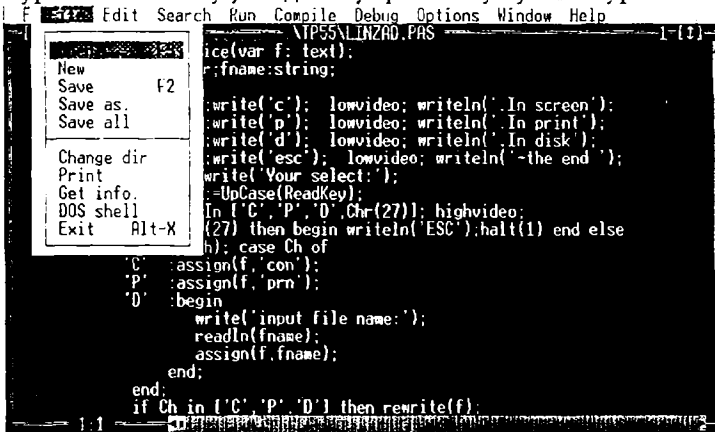 F Edit Search Run Compile Debug Options Window Help
\TP55\LINZAD.PAS 1-[↕]
ice(var f: text);
New r;fname:string;
Save F2
Save as. :write('c'); lowvideo; writeln('.In screen');
Save all :write('p'); lowvideo; writeln('.In print');
:write('d'); lowvideo; writeln('.In disk');
Change dir :write('esc'); lowvideo; writeln('~the end ');
Print write('Your select:');
Get info. :=UpCase(ReadKey);
DOS shell In ['C','P','D',Chr(27)]; highvideo;
Exit Alt-X (27) then begin writeln('ESC');halt(1) end else
h); case Ch of
'C' :assign(f,'con');
'P' :assign(f,'prn');
'D' :begin
write('input file name:');
readln(fname);
assign(f,fname);
end;
end;
if Ch in ['C','P','D'] then rewrite(f);
1:1